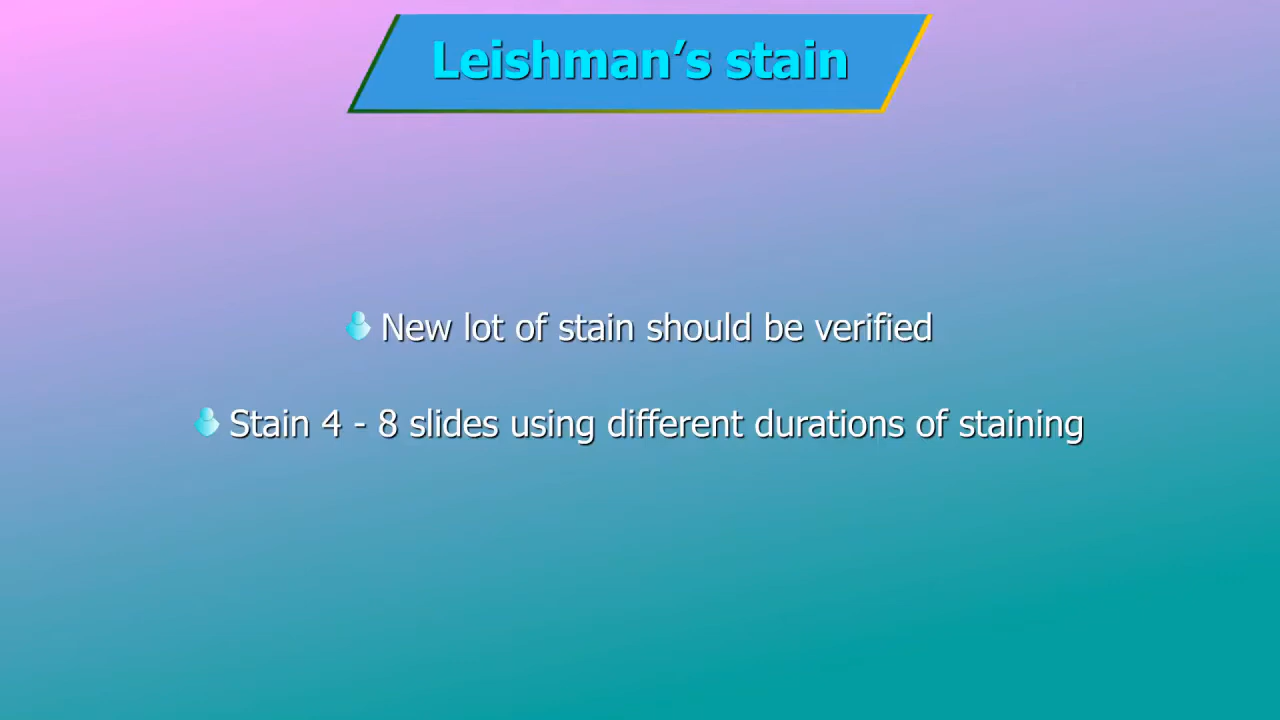 Leishman’s stain
New lot of stain should be verified
Stain 4 - 8 slides using different durations of staining